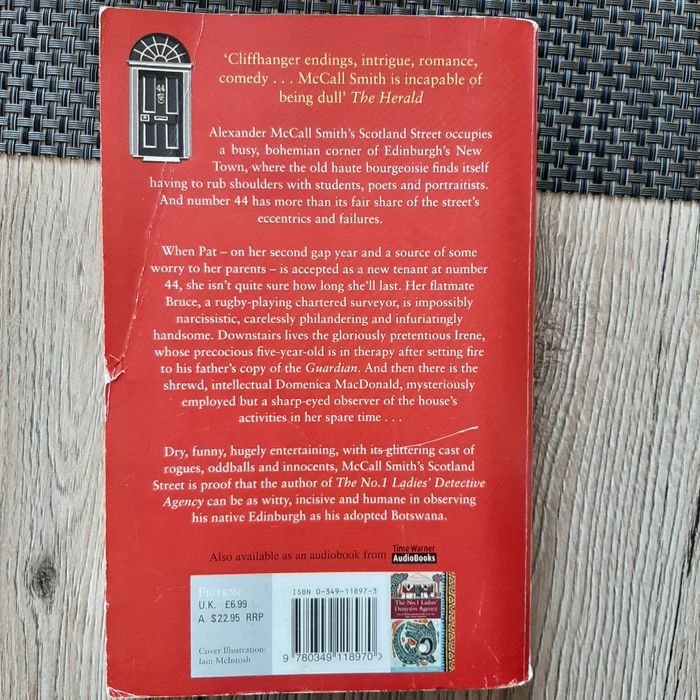 44
‘Cliffhanger endings, intrigue, romance,
comedy . . . McCall Smith is incapable of
being dull’ The Herald
Alexander McCall Smith’s Scotland Street occupies
a busy, bohemian corner of Edinburgh’s New
Town, where the old haute bourgeoisie finds itself
having to rub shoulders with students, poets and portraitists.
And number 44 has more than its fair share of the street’s
eccentrics and failures.
When Pat – on her second gap year and a source of some
worry to her parents – is accepted as a new tenant at number
44, she isn’t quite sure how long she’ll last. Her flatmate
Bruce, a rugby-playing chartered surveyor, is impossibly
narcissistic, carelessly philandering and infuriatingly
handsome. Downstairs lives the gloriously pretentious Irene,
whose precocious five-year-old is in therapy after setting fire
to his father’s copy of the Guardian. And then there is the
shrewd, intellectual Domenica MacDonald, mysteriously
employed but a sharp-eyed observer of the house’s
activities in her spare time . . .
Dry, funny, hugely entertaining, with its glittering cast of
rogues, oddballs and innocents, McCall Smith’s Scotland
Street is proof that the author of The No.1 Ladies’ Detective
Agency can be as witty, incisive and humane in observing
his native Edinburgh as his adopted Botswana.
Also available as an audiobook from Time Warner
AudioBooks
FICTION
U.K. £6.99
A. $22.95 RRP
Cover Illustration:
Iain McIntosh
ISBN 0-349-11897-3
9 780349 118970 >
The No.1 Ladies’
Detective Agency